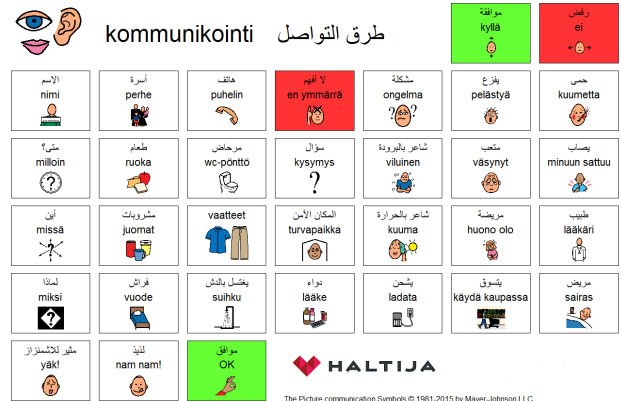 kommunikointi طرق التواصل
موافقة
kyllä
رفض
ei
الاسم
nimi
أسرة
perhe
هاتف
puhelin
لا أفهم
en ymmärrä
مشكلة
ongelma
يفزع
pelästyä
حمى
kuumetta
متى؟
milloin
طعام
ruoka
مرحاض
wc-pönttö
سؤال
kysymys
شاعر بالبرودة
viluinen
متعب
väsynyt
يصاب
minuun sattuu
أين
missä
مشروبات
juomat
vaatteet
المكان الآمن
turvapaikka
شاعر بالحرارة
kuuma
مريضة
huono olo
طبيب
lääkäri
لماذا
miksi
فراش
vuode
يغتسل بالدش
suihku
دواء
lääke
يشحن
ladata
يتسوق
käydä kaupassa
مريض
sairas
مثير للاشمئزاز
yäk!
لذيذ
nam nam!
موافق
OK
HALTIJA
The Picture communication Symbols © 1981-2015 by Mayer-Johnson LLC